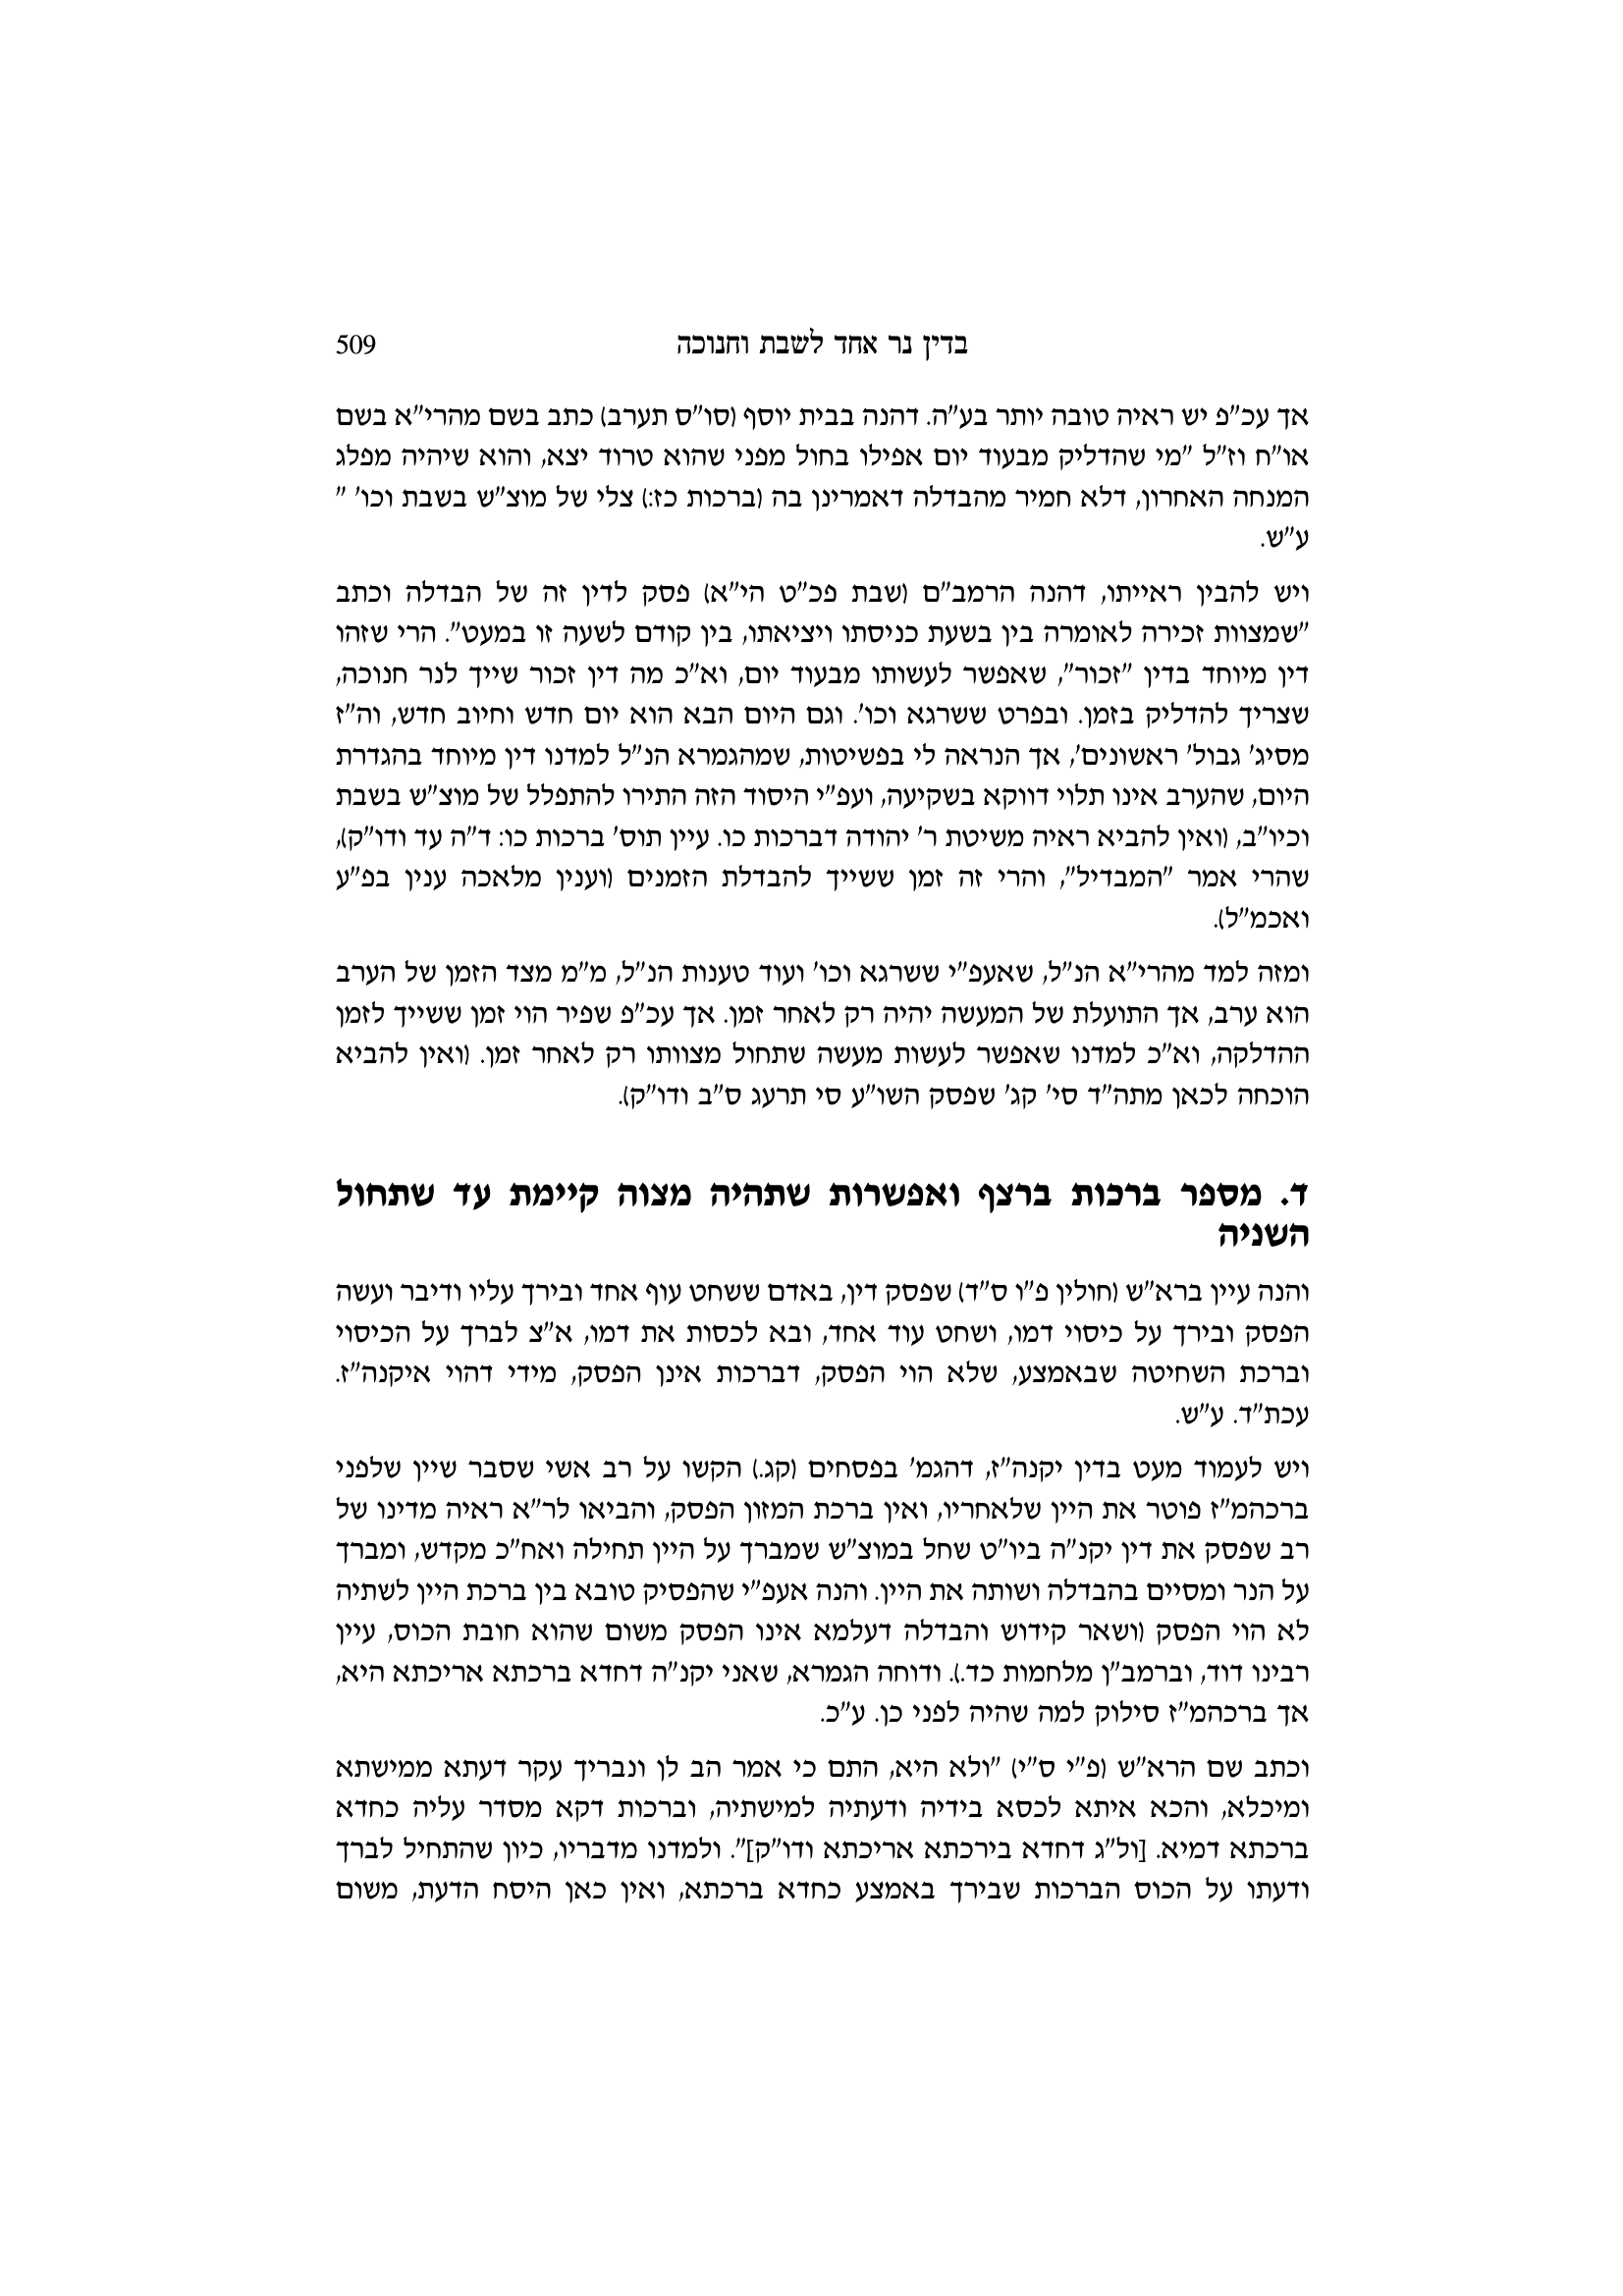 בדין נר אחד לשבת וחנוכה 509
אך עכ"פ יש ראיה טובה יותר בע"ה. דהנה בבית יוסף (סו"ס תערב) כתב בשם מהרי"א בשם
או"ח וז"ל "מי שהדליק מבעוד יום אפילו בחול מפני שהוא טרוד יצא, והוא שיהיה מפלג
המנחה האחרון, דלא חמיר מהבדלה דאמרינן בה (ברכות כז:) צלי של מוצ"ש בשבת וכו' "
ע"ש.
ויש להבין ראייתו, דהנה הרמב"ם (שבת פכ"ט הי"א) פסק לדין זה של הבדלה וכתב
"שמצוות זכירה לאומרה בין בשעת כניסתו ויציאתו, בין קודם לשעה זו במעט". הרי שזהו
דין מיוחד בדין "זכור", שאפשר לעשותו מבעוד יום, וא"כ מה דין זכור שייך לנר חנוכה,
שצריך להדליק בזמן. ובפרט ששרגא וכו'. וגם היום הבא הוא יום חדש וחיוב חדש, וה"ז
מסיג' גבול' ראשונים', אך הנראה לי בפשיטות, שמהגמרא הנ"ל למדנו דין מיוחד בהגדרת
היום, שהערב אינו תלוי דווקא בשקיעה, ועפ"י היסוד הזה התירו להתפלל של מוצ"ש בשבת
וכיו"ב, (ואין להביא ראיה משיטת ר' יהודה דברכות כו. עיין תוס' ברכות כו: ד"ה עד ודו"ק),
שהרי אמר "המבדיל", והרי זה זמן ששייך להבדלת הזמנים (וענין מלאכה ענין בפ"ע
ואכמ"ל).
ומזה למד מהרי"א הנ"ל, שאעפ"י ששרגא וכו' ועוד טענות הנ"ל, מ"מ מצד הזמן של הערב
הוא ערב, אך התועלת של המעשה יהיה רק לאחר זמן. אך עכ"פ שפיר הוי זמן ששייך לזמן
ההדלקה, וא"כ למדנו שאפשר לעשות מעשה שתחול מצוותו רק לאחר זמן. (ואין להביא
הוכחה לכאן מתה"ד סי' קג' שפסק השו"ע סי תרעג ס"ב ודו"ק).
ד. מספר ברכות ברצף ואפשרות שתהיה מצוה קיימת עד שתחול
השניה
והנה עיין ברא"ש (חולין פ"ו ס"ד) שפסק דין, באדם ששחט עוף אחד ובירך עליו ודיבר ועשה
הפסק ובירך על כיסוי דמו, ושחט עוד אחד, ובא לכסות את דמו, א"צ לברך על הכיסוי
וברכת השחיטה שבאמצע, שלא הוי הפסק, דברכות אינן הפסק, מידי דהוי איקנה"ז.
עכת"ד. ע"ש.
ויש לעמוד מעט בדין יקנה"ז, דהגמ' בפסחים (קג.) הקשו על רב אשי שסבר שיין שלפני
ברכהמ"ז פוטר את היין שלאחריו, ואין ברכת המזון הפסק, והביאו לר"א ראיה מדינו של
רב שפסק את דין יקנ"ה ביו"ט שחל במוצ"ש שמברך על היין תחילה ואח"כ מקדש, ומברך
על הנר ומסיים בהבדלה ושותה את היין. והנה אעפ"י שהפסיק טובא בין ברכת היין לשתיה
לא הוי הפסק (ושאר קידוש והבדלה דעלמא אינו הפסק משום שהוא חובת הכוס, עיין
רבינו דוד, וברמב"ן מלחמות כד.). ודוחה הגמרא, שאני יקנ"ה דחדא ברכתא אריכתא היא,
אך ברכהמ"ז סילוק למה שהיה לפני כן. ע"כ.
וכתב שם הרא"ש (פ"י ס"י) "ולא היא, התם כי אמר הב לן ונבריך עקר דעתא ממישתא
ומיכלא, והכא איתא לכסא בידיה ודעתיה למישתיה, וברכות דקא מסדר עליה כחדא
ברכתא דמיא. [ול"ג דחדא בירכתא אריכתא ודו"ק]". ולמדנו מדבריו, כיון שהתחיל לברך
ודעתו על הכוס הברכות שבירך באמצע כחדא ברכתא, ואין כאן היסח הדעת, משום